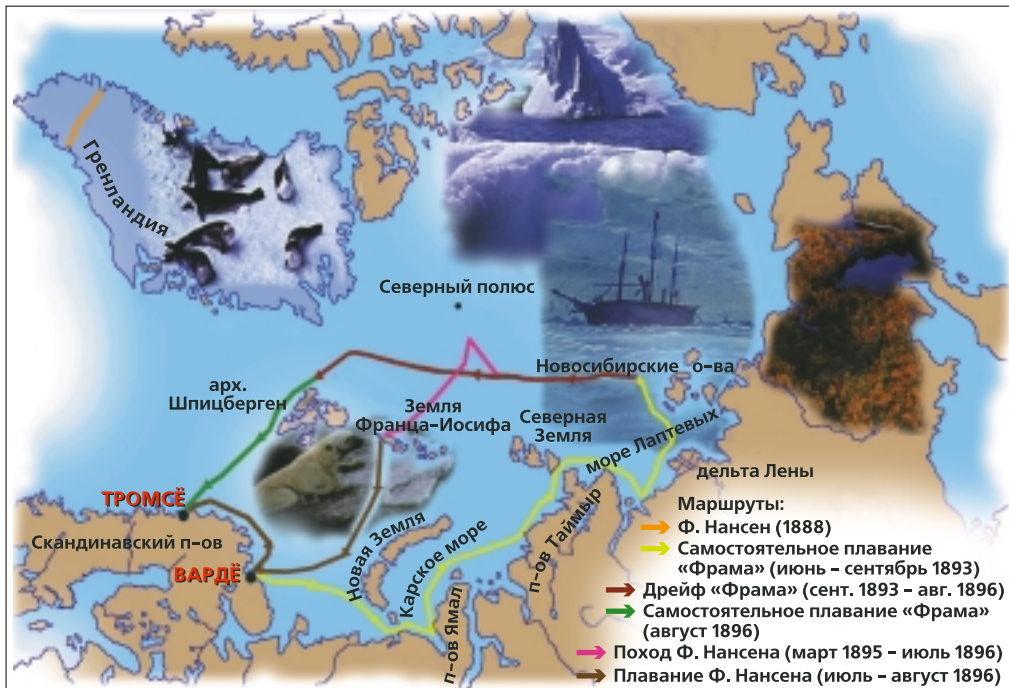 Гренландия
Северный полюс
Новосибирские о-ва
арх.
Шпицберген
Земля
Франца-Иосифа
Северная
Земля
море Лаптевых
дельта Лены
ТРОМСЁ
Скандинавский п-ов
ВАРДЁ
Новая Земля
Карское море
п-ов Ямал
п-ов Таймыр
Маршруты:
Ф. Нансен (1888)
Самостоятельное плавание
«Фрама» (июнь – сентябрь 1893)
Дрейф «Фрама» (сент. 1893 – авг. 1896)
Самостоятельное плавание «Фрама»
(август 1896)
Поход Ф. Нансена (март 1895 – июль 1896)
Плавание Ф. Нансена (июль – август 1896)